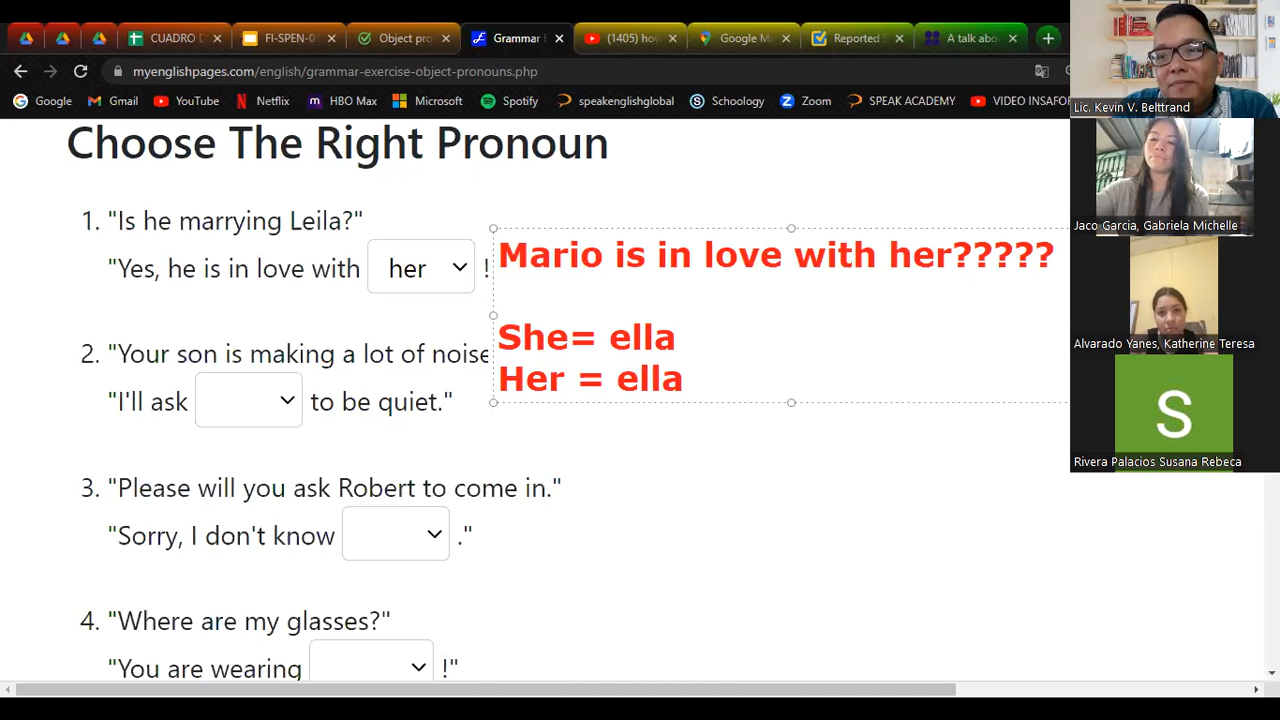 CUADRO D
FI-SPEN-0
Object pro
Grammar
(1405) how
Google M
Reported S
A talk abou
myenglishpages.com/english/grammar-exercise-object-pronouns.php
Google
Gmail
YouTube
Netflix
HBO Max
Microsoft
Spotify
speakenglishglobal
Schoology
Zoom
SPEAK ACADEMY
VIDEO INSAFOR
Choose The Right Pronoun
1. "Is he marrying Leila?"
"Yes, he is in love with her !
Mario is in love with her?????
She= ella
Her = ella
2. "Your son is making a lot of noise
"I'll ask to be quiet."
3. "Please will you ask Robert to come in."
"Sorry, I don't know ."
4. "Where are my glasses?"
"You are wearing !"
Lic. Kevin V. Belttrand
Jaco Garcia, Gabriela Michelle
Alvarado Yanes, Katherine Teresa
S
Rivera Palacios Susana Rebeca